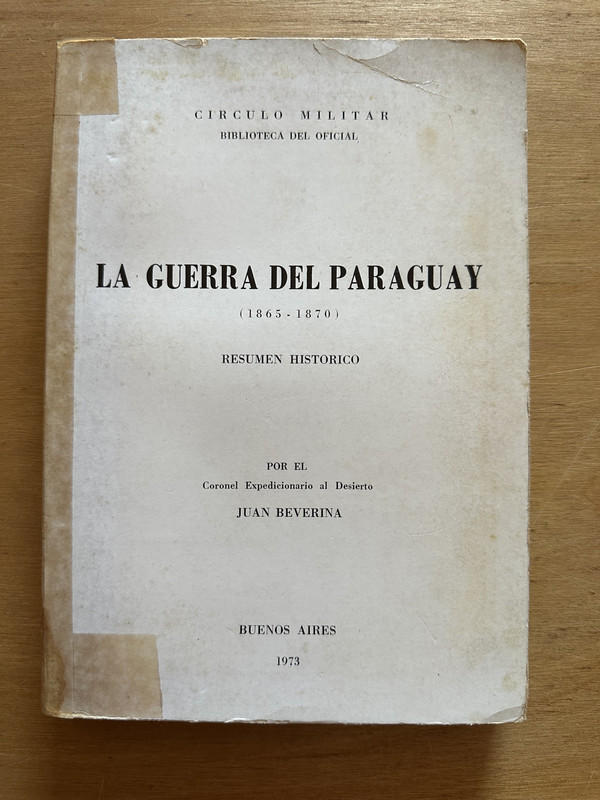 CIRCULO MILITAR
BIBLIOTECA DEL OFICIAL
LA GUERRA DEL PARAGUAY
(1865 - 1870)
RESUMEN HISTORICO
POR EL
Coronel Expedicionario al Desierto
JUAN BEVERINA
BUENOS AIRES
1973